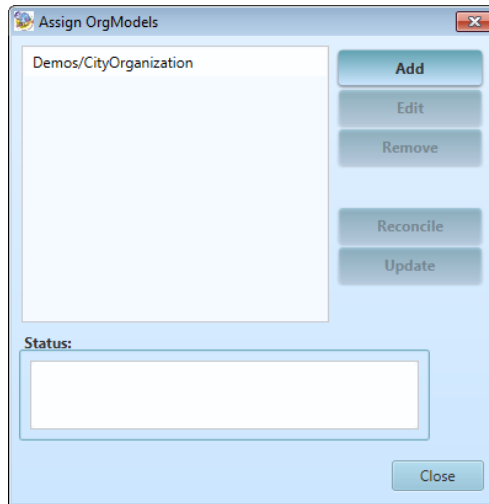 Assign OrgModels
Demos/CityOrganization
Add
Edit
Remove
Reconcile
Update
Status:
Close